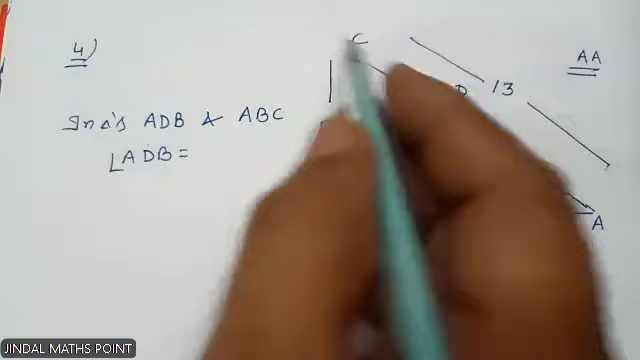 4)
C
AA
D 13
In Δ's ADB & ABC
∠ADB =
A
JINDAL MATHS POINT